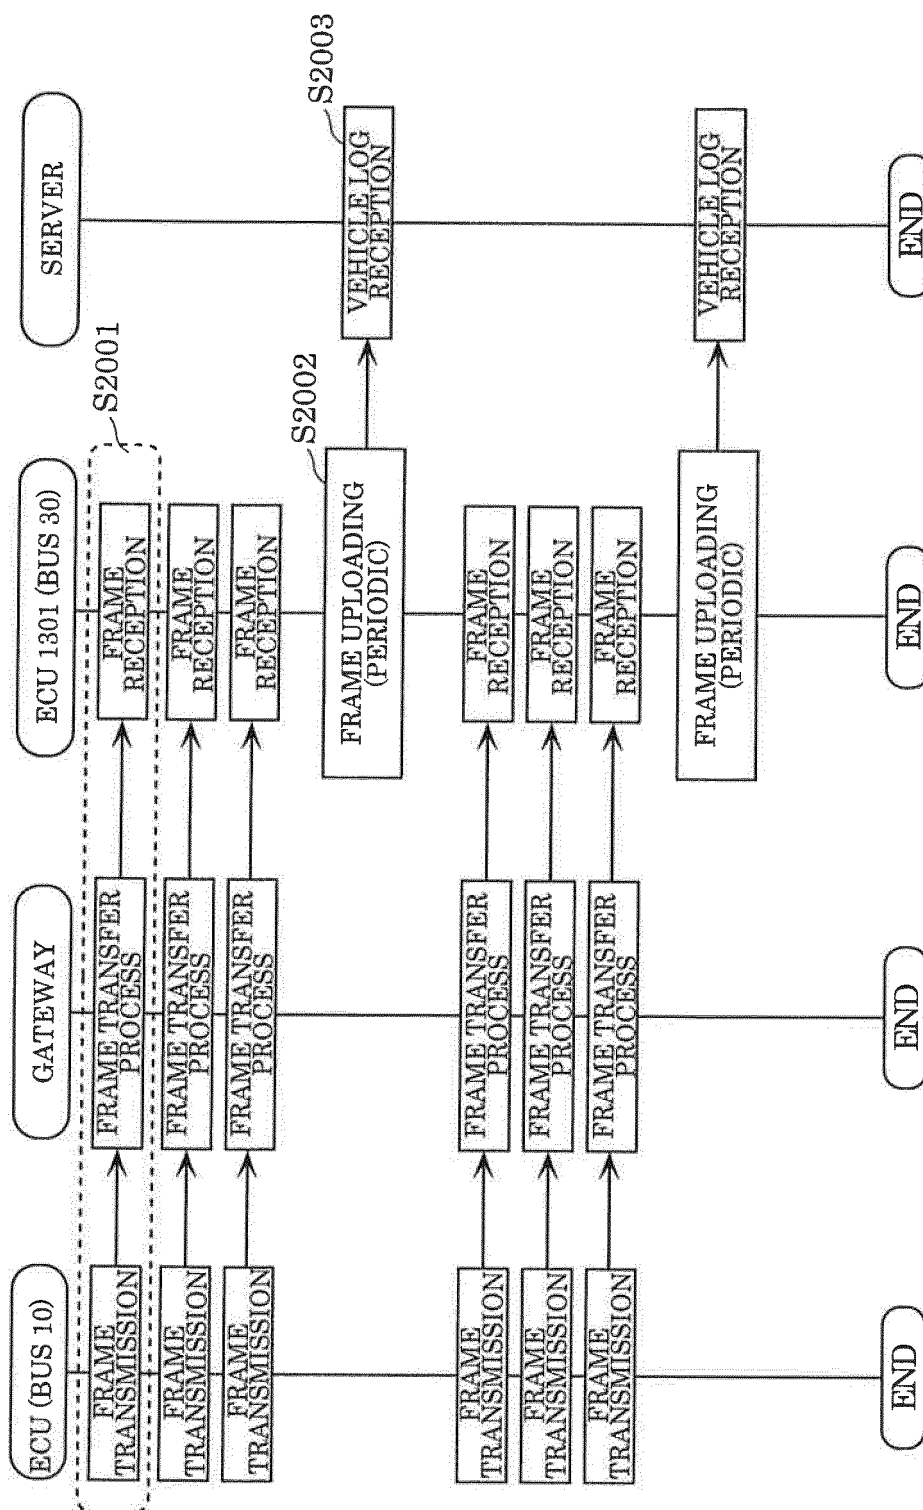 ECU (BUS 10)
GATEWAY
ECU 1301 (BUS 30)
SERVER
S2001
FRAME
TRANSMISSION
FRAME TRANSFER
PROCESS
FRAME
RECEPTION
FRAME
TRANSMISSION
FRAME TRANSFER
PROCESS
FRAME
RECEPTION
FRAME
TRANSMISSION
FRAME TRANSFER
PROCESS
FRAME
RECEPTION
S2002
FRAME UPLOADING
(PERIODIC)
S2003
VEHICLE LOG
RECEPTION
FRAME
TRANSMISSION
FRAME TRANSFER
PROCESS
FRAME
RECEPTION
FRAME
TRANSMISSION
FRAME TRANSFER
PROCESS
FRAME
RECEPTION
FRAME
TRANSMISSION
FRAME TRANSFER
PROCESS
FRAME
RECEPTION
FRAME UPLOADING
(PERIODIC)
VEHICLE LOG
RECEPTION
END
END
END
END